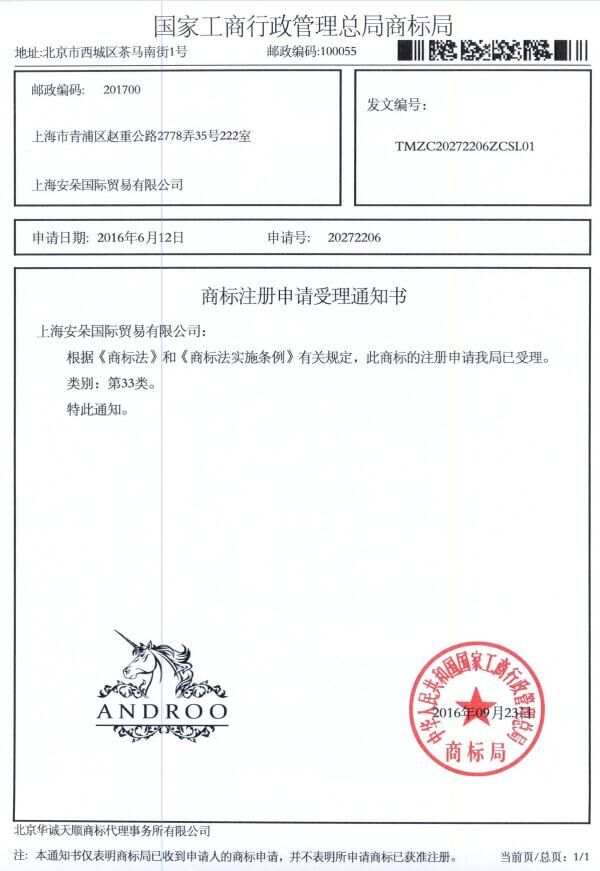 国家工商行政管理总局商标局
地址:北京市西城区茶马南街1号
邮政编码:100055
邮政编码: 201700
上海市青浦区赵重公路2778弄35号222室
上海安朵国际贸易有限公司
发文编号：
TMZC20272206ZCSL01
申请日期: 2016年6月12日
申请号: 20272206
商标注册申请受理通知书
上海安朵国际贸易有限公司:
根据《商标法》和《商标法实施条例》有关规定，此商标的注册申请我局已受理。
类别：第33类。
特此通知。
ANDROO
中华人民共和国国家工商行政管理总局
2016年09月23日
商标局
北京华诚天顺商标代理事务所有限公司
注: 本通知书仅表明商标局已收到申请人的商标申请，并不表明所申请商标已获准注册。
当前页/总页：1/1